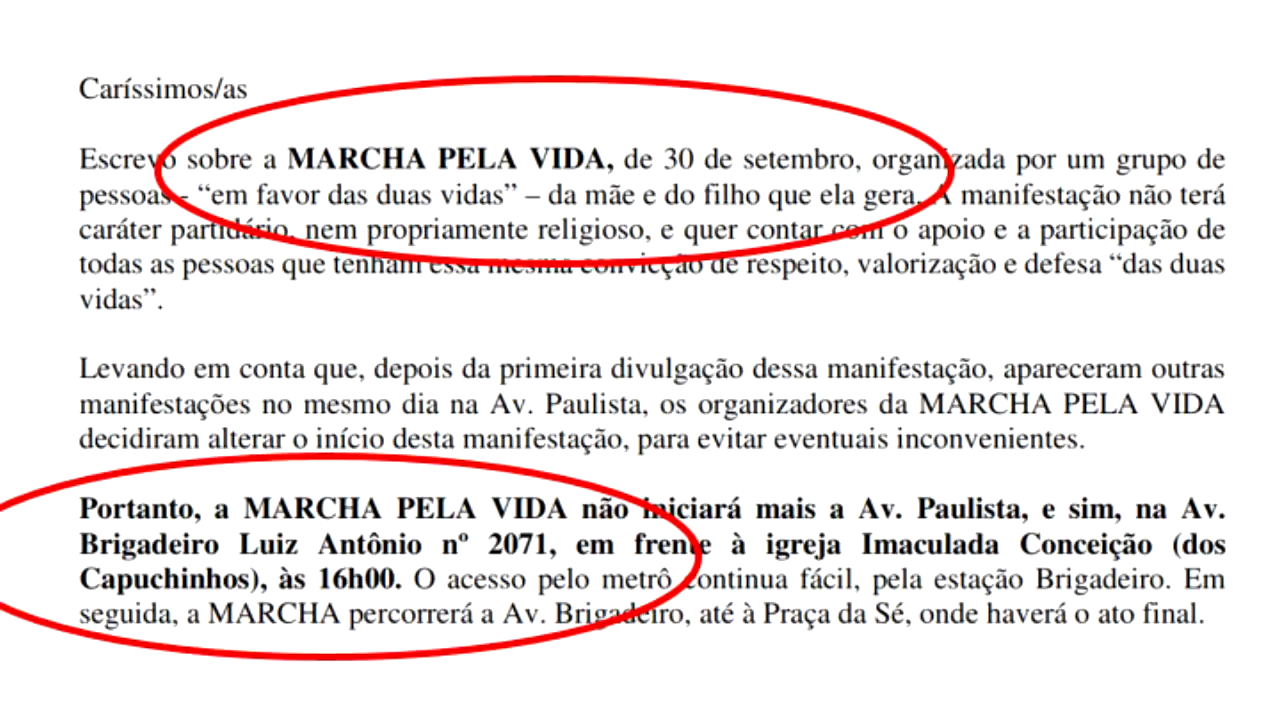 Caríssimos/as
Escrevo sobre a MARCHA PELA VIDA, de 30 de setembro, organizada por um grupo de
pessoas - “em favor das duas vidas” – da mãe e do filho que ela gera. A manifestação não terá
caráter partidário, nem propriamente religioso, e quer contar com o apoio e a participação de
todas as pessoas que tenham essa mesma convicção de respeito, valorização e defesa “das duas
vidas”.
Levando em conta que, depois da primeira divulgação dessa manifestação, apareceram outras
manifestações no mesmo dia na Av. Paulista, os organizadores da MARCHA PELA VIDA
decidiram alterar o início desta manifestação, para evitar eventuais inconvenientes.
Portanto, a MARCHA PELA VIDA não iniciará mais a Av. Paulista, e sim, na Av.
Brigadeiro Luiz Antônio nº 2071, em frente à igreja Imaculada Conceição (dos
Capuchinhos), às 16h00. O acesso pelo metrô continua fácil, pela estação Brigadeiro. Em
seguida, a MARCHA percorrerá a Av. Brigadeiro, até à Praça da Sé, onde haverá o ato final.